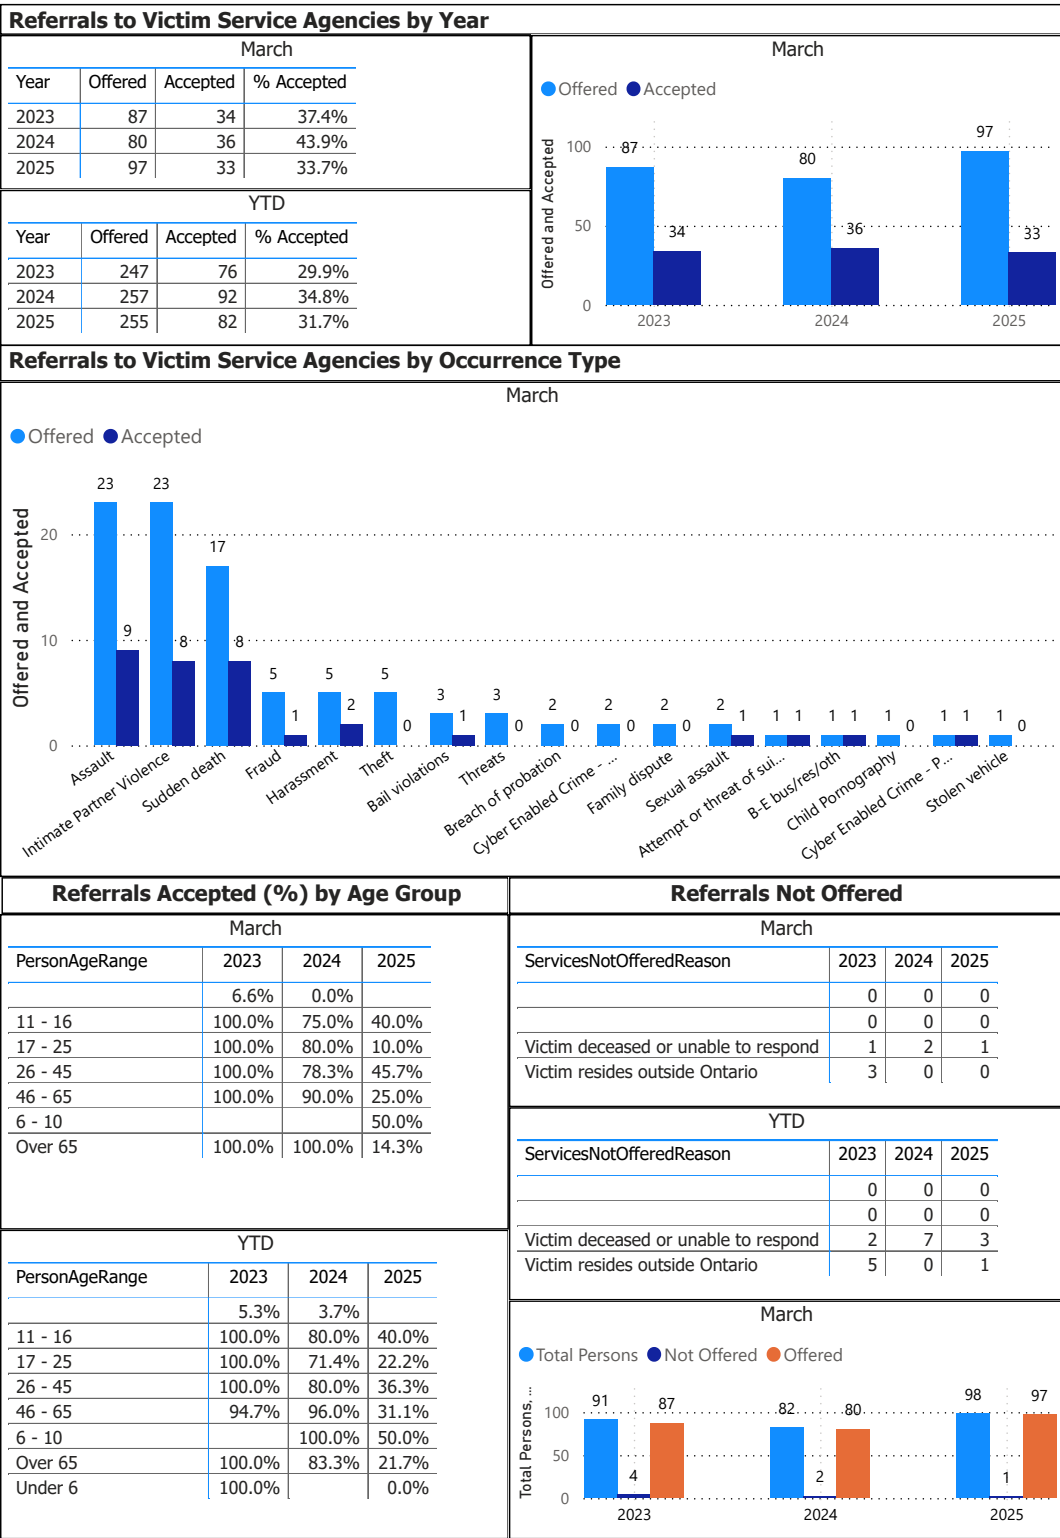 Referrals to Victim Service Agencies by Year
March
Year Offered Accepted % Accepted
2023 87 34 37.4%
2024 80 36 43.9%
2025 97 33 33.7%
YTD
Year Offered Accepted % Accepted
2023 247 76 29.9%
2024 257 92 34.8%
2025 255 82 31.7%
March
Offered Accepted
Offered and Accepted
100
50
0
87 34 80 36 97 33
2023 2024 2025
Referrals to Victim Service Agencies by Occurrence Type
March
Offered Accepted
Offered and Accepted
20
10
0
23 9 23 8 17 8 5 1 5 2 5 0 3 1 3 0 2 0 2 0 2 0 2 1 1 1 1 1 1 0 1 1 1 0
Assault
Intimate Partner Violence
Sudden death
Fraud
Harassment
Theft
Bail violations
Threats
Breach of probation
Cyber Enabled Crime - ...
Family dispute
Sexual assault
Attempt or threat of sui...
B-E bus/res/oth
Child Pornography
Cyber Enabled Crime - P...
Stolen vehicle
Referrals Accepted (%) by Age Group
March
PersonAgeRange 2023 2024 2025
6.6% 0.0%
11 - 16 100.0% 75.0% 40.0%
17 - 25 100.0% 80.0% 10.0%
26 - 45 100.0% 78.3% 45.7%
46 - 65 100.0% 90.0% 25.0%
6 - 10 50.0%
Over 65 100.0% 100.0% 14.3%
YTD
PersonAgeRange 2023 2024 2025
5.3% 3.7%
11 - 16 100.0% 80.0% 40.0%
17 - 25 100.0% 71.4% 22.2%
26 - 45 100.0% 80.0% 36.3%
46 - 65 94.7% 96.0% 31.1%
6 - 10 100.0% 50.0%
Over 65 100.0% 83.3% 21.7%
Under 6 100.0% 0.0%
Referrals Not Offered
March
ServicesNotOfferedReason 2023 2024 2025
0 0 0
0 0 0
Victim deceased or unable to respond 1 2 1
Victim resides outside Ontario 3 0 0
YTD
ServicesNotOfferedReason 2023 2024 2025
0 0 0
0 0 0
Victim deceased or unable to respond 2 7 3
Victim resides outside Ontario 5 0 1
March
Total Persons Not Offered Offered
Total Persons, ...
100
50
0
91 4 87 82 2 80 98 1 97
2023 2024 2025